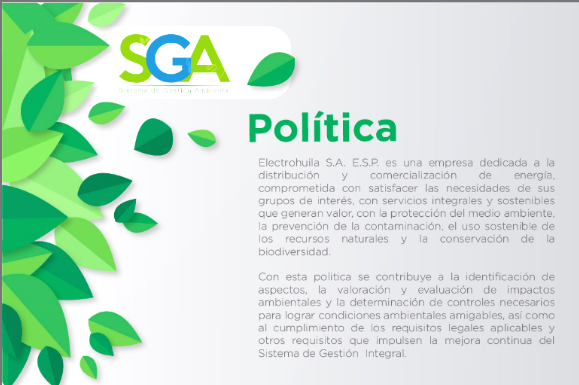 SGA
Sistema de Gestión Ambiental
Política
Electrohuila S.A. E.S.P. es una empresa dedicada a la
distribución y comercialización de energía,
comprometida con satisfacer las necesidades de sus
grupos de interés, con servicios integrales y sostenibles
que generan valor, con la protección del medio ambiente,
la prevención de la contaminación, el uso sostenible de
los recursos naturales y la conservación de la
biodiversidad.
Con esta política se contribuye a la identificación de
aspectos, la valoración y evaluación de impactos
ambientales y la determinación de controles necesarios
para lograr condiciones ambientales amigables, así como
al cumplimiento de los requisitos legales aplicables y
otros requisitos que impulsen la mejora continua del
Sistema de Gestión Integral.